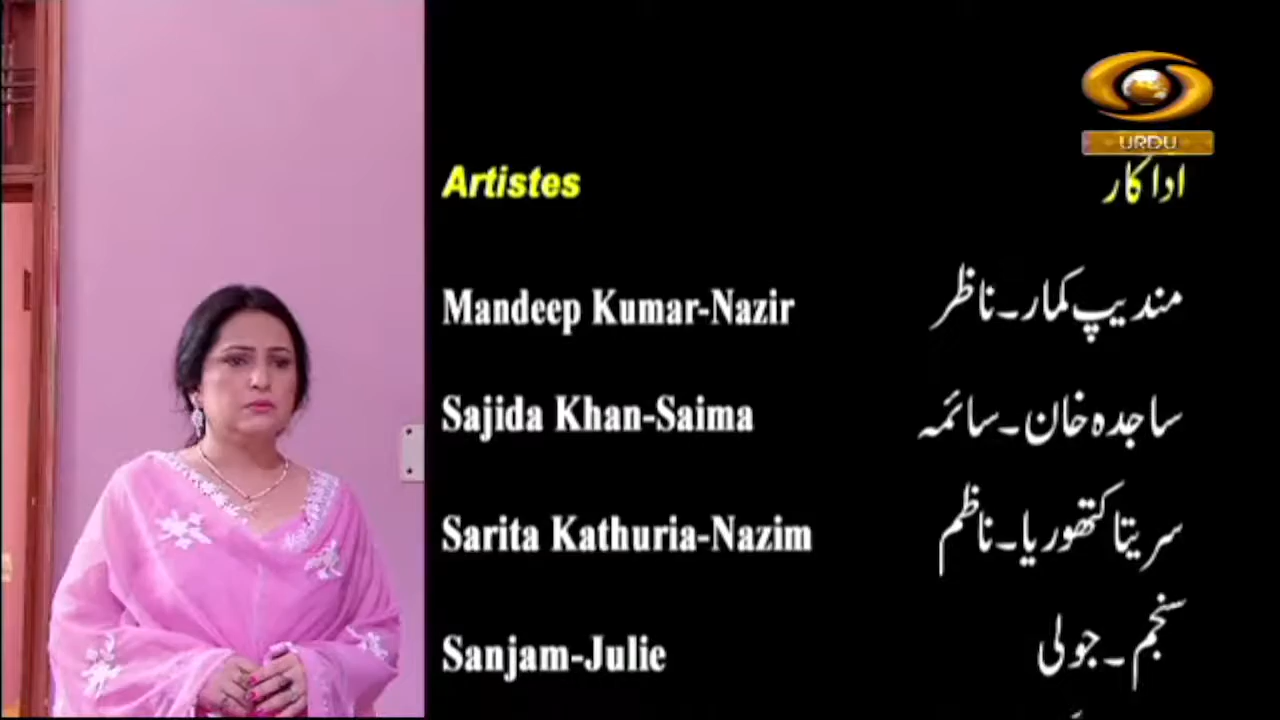 URDU
Artistes اداکار
Mandeep Kumar-Nazir مندیپ کمار۔ناظر
Sajida Khan-Saima ساجدہ خان۔سائمہ
Sarita Kathuria-Nazim سریتا کتھوریا۔ناظم
Sanjam-Julie سنجم۔جولی